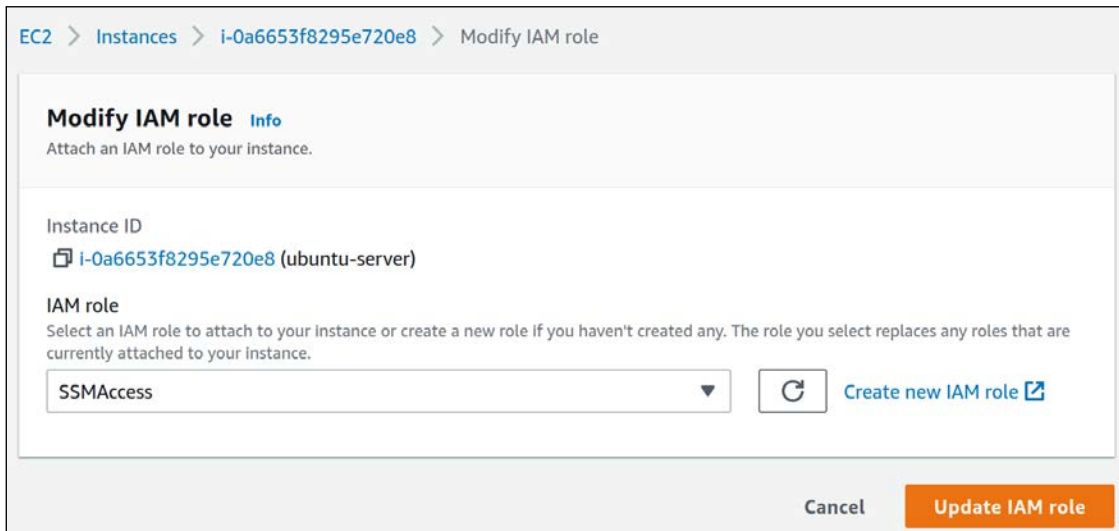 EC2 > Instances > i-0a6653f8295e720e8 > Modify IAM role
Modify IAM role Info
Attach an IAM role to your instance.
Instance ID
i-0a6653f8295e720e8 (ubuntu-server)
IAM role
Select an IAM role to attach to your instance or create a new role if you haven't created any. The role you select replaces any roles that are
currently attached to your instance.
SSMAccess Create new IAM role
Cancel Update IAM role